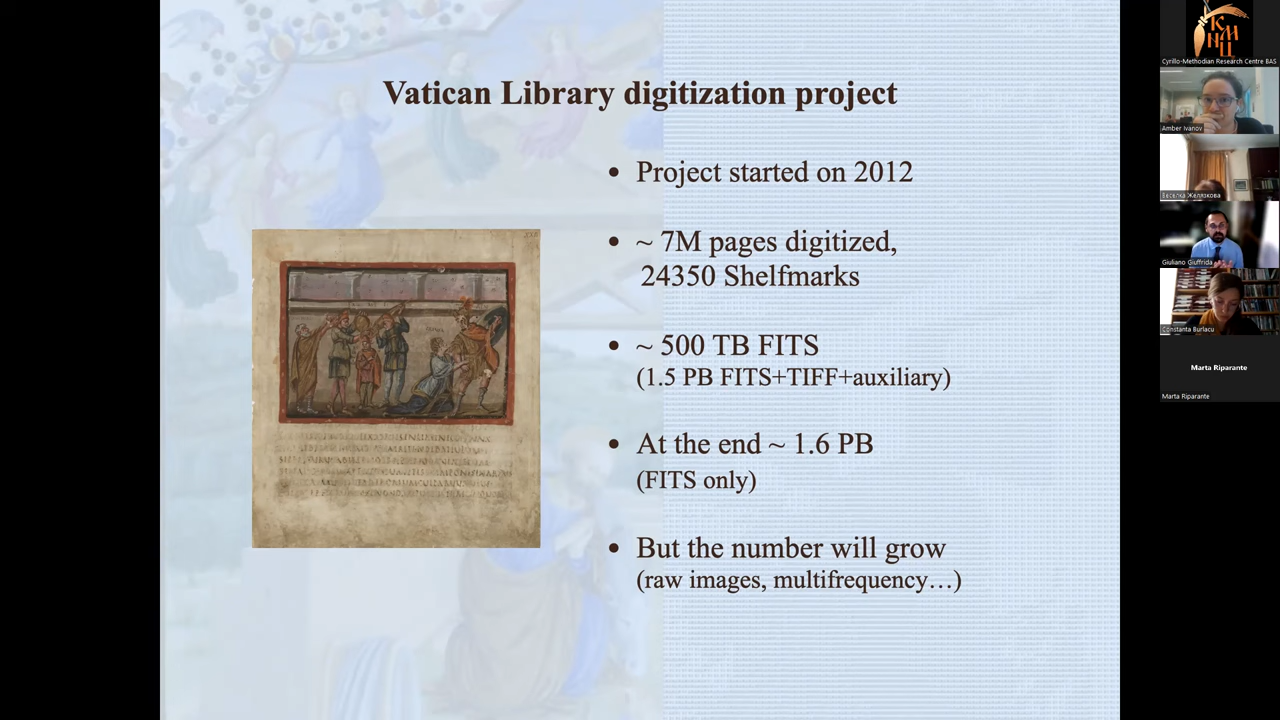 Vatican Library digitization project
• Project started on 2012
• ~ 7M pages digitized,
24350 Shelfmarks
• ~ 500 TB FITS
(1.5 PB FITS+TIFF+auxiliary)
• At the end ~ 1.6 PB
(FITS only)
• But the number will grow
(raw images, multifrequency…)
КМ
НЦ
Cyrillo-Methodian Research Centre BAS
Amber Ivanov
Веселка Желязкова
Giuliano Giuffrida
Constanta Burlacu
Marta Riparante
Marta Riparante